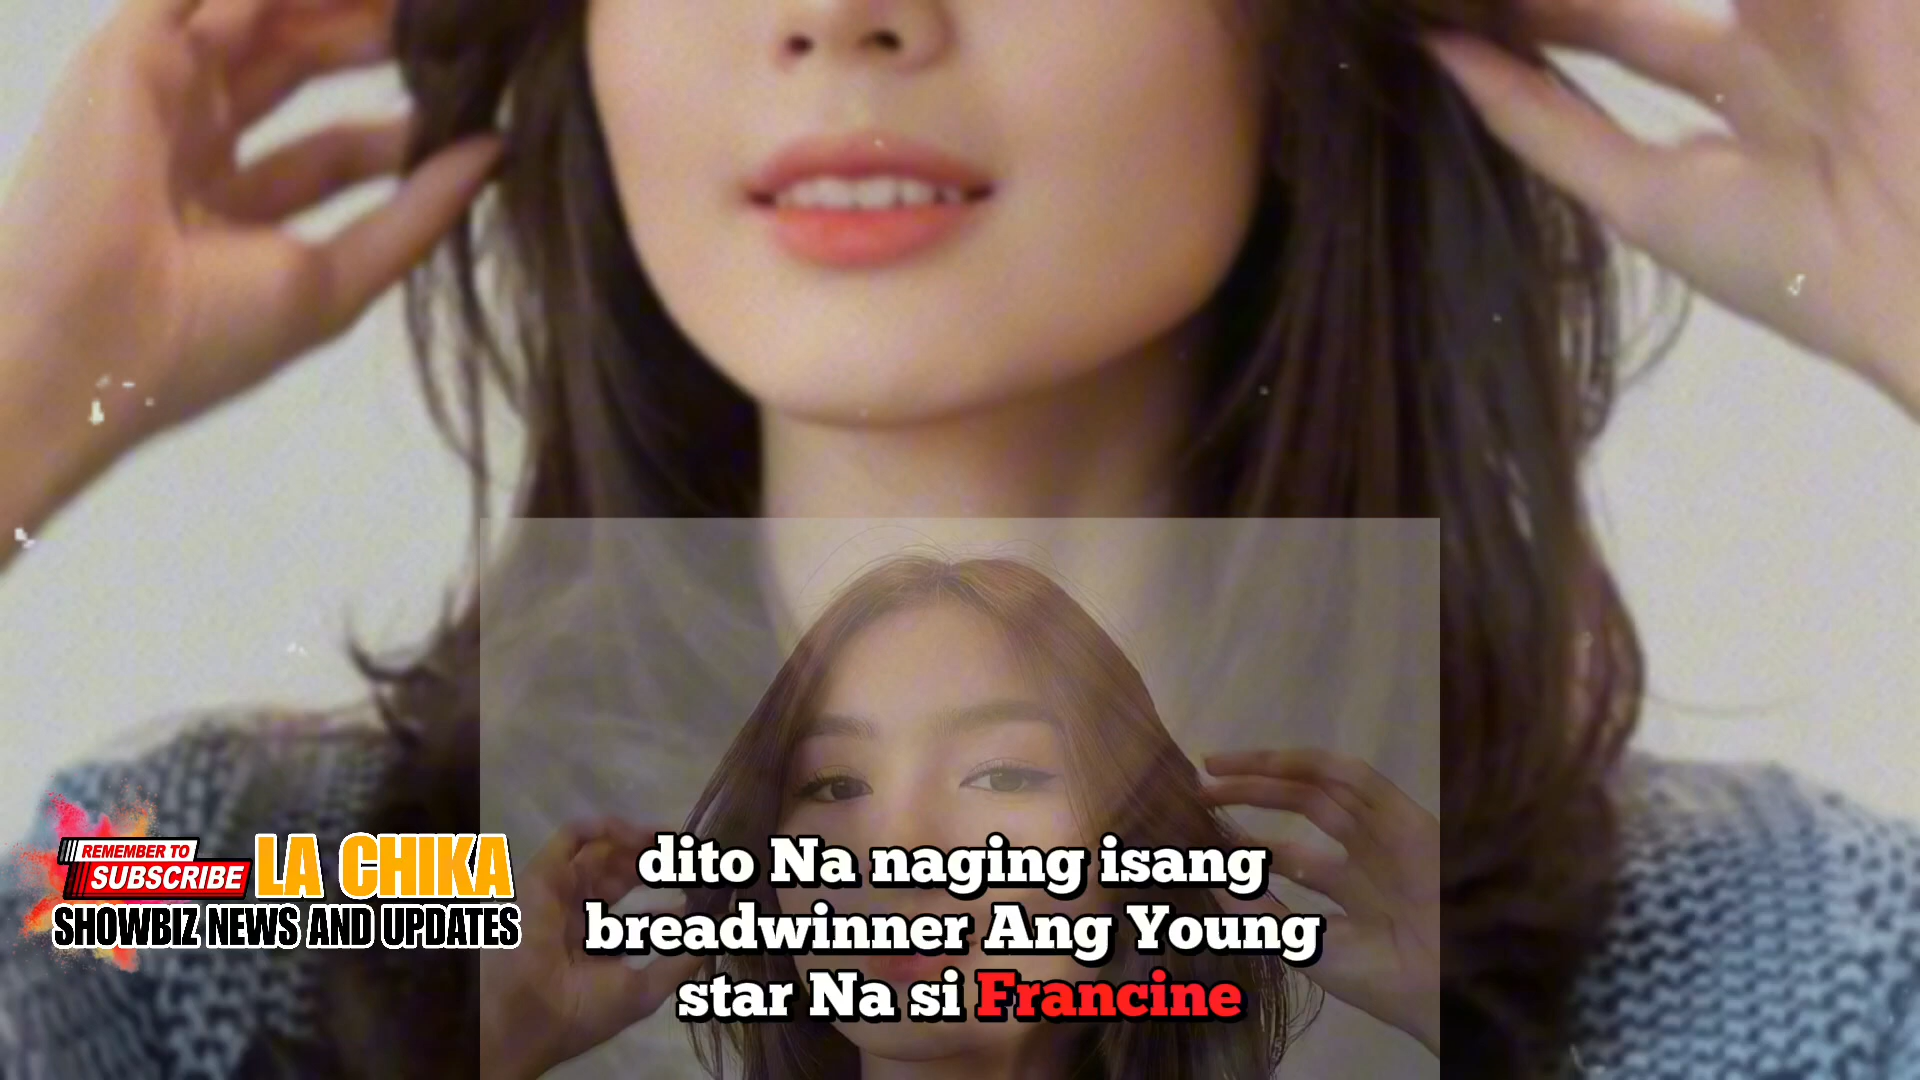 REMEMBER TO
SUBSCRIBE
LA CHIKA
SHOWBIZ NEWS AND UPDATES
dito Na naging isang
breadwinner Ang Young
star Na si Francine